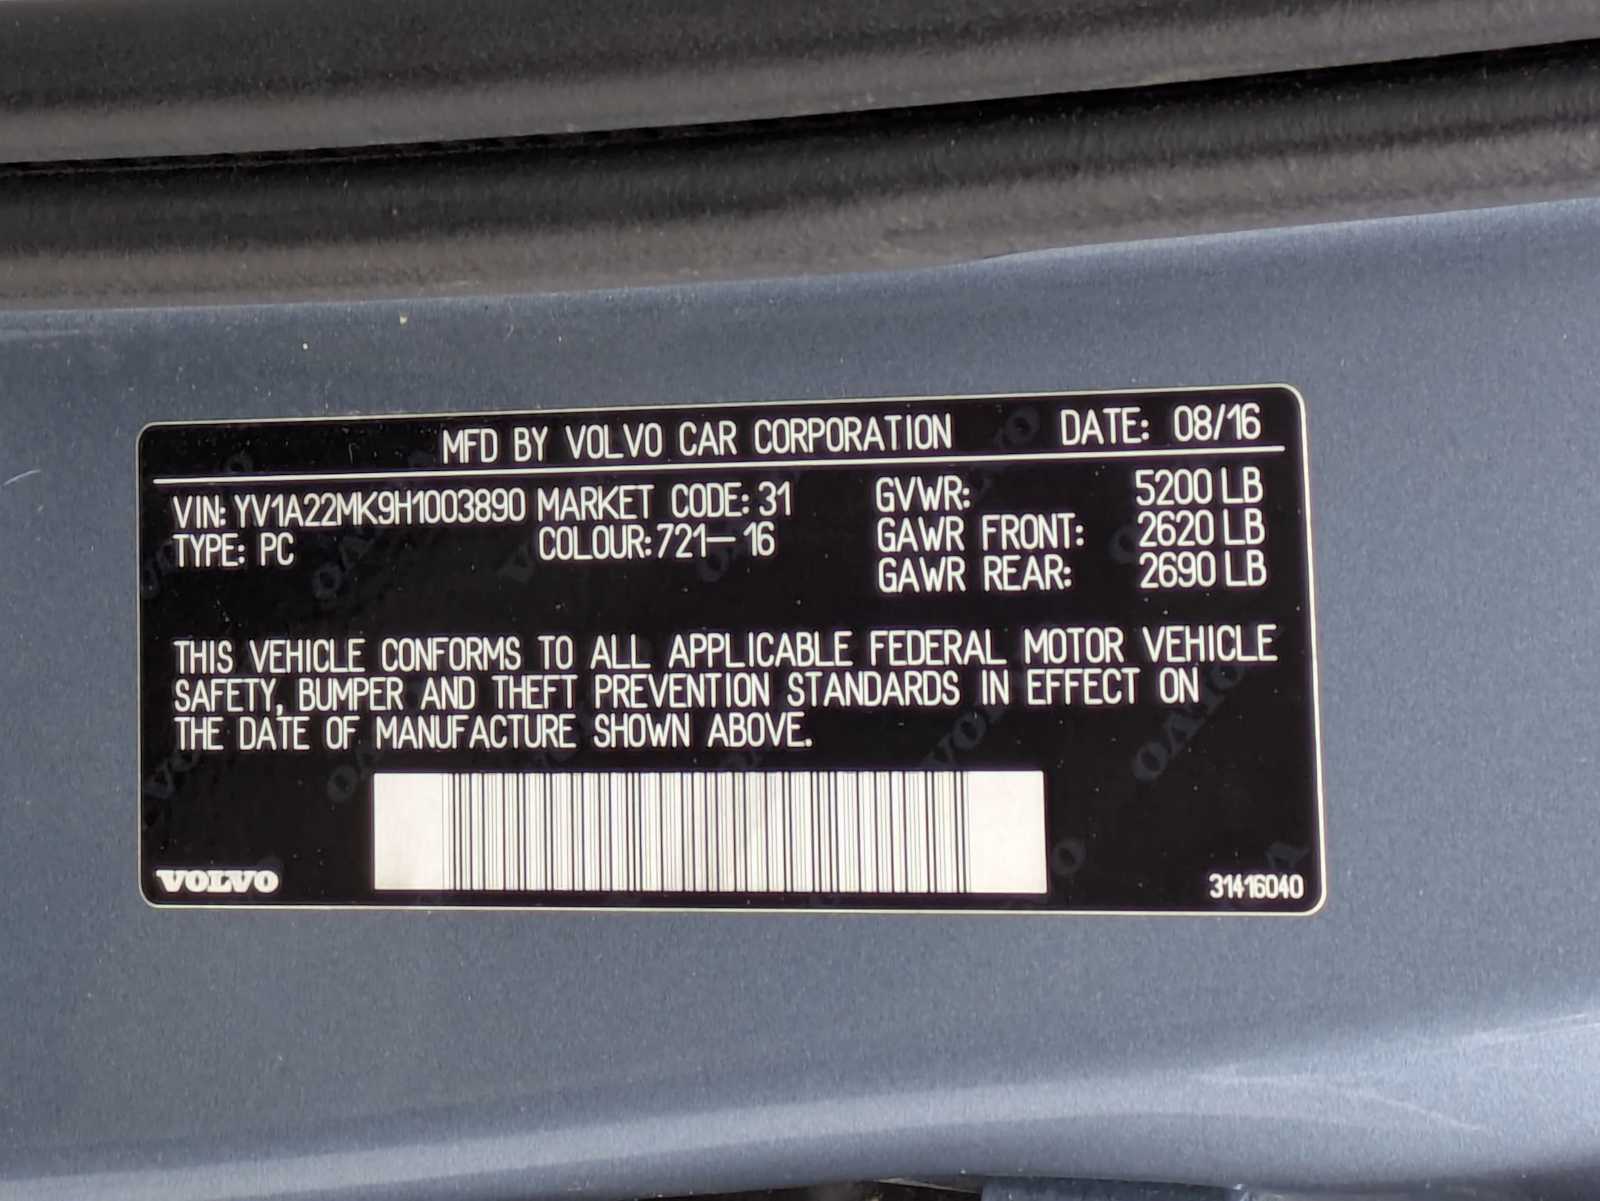 MFD BY VOLVO CAR CORPORATION DATE: 08/16
VIN: YV1A22MK9H1003890 MARKET CODE: 31 GVWR: 5200 LB
TYPE: PC COLOUR: 721-16 GAWR FRONT: 2620 LB
GAWR REAR: 2690 LB
THIS VEHICLE CONFORMS TO ALL APPLICABLE FEDERAL MOTOR VEHICLE
SAFETY, BUMPER AND THEFT PREVENTION STANDARDS IN EFFECT ON
THE DATE OF MANUFACTURE SHOWN ABOVE.
VOLVO
31416040